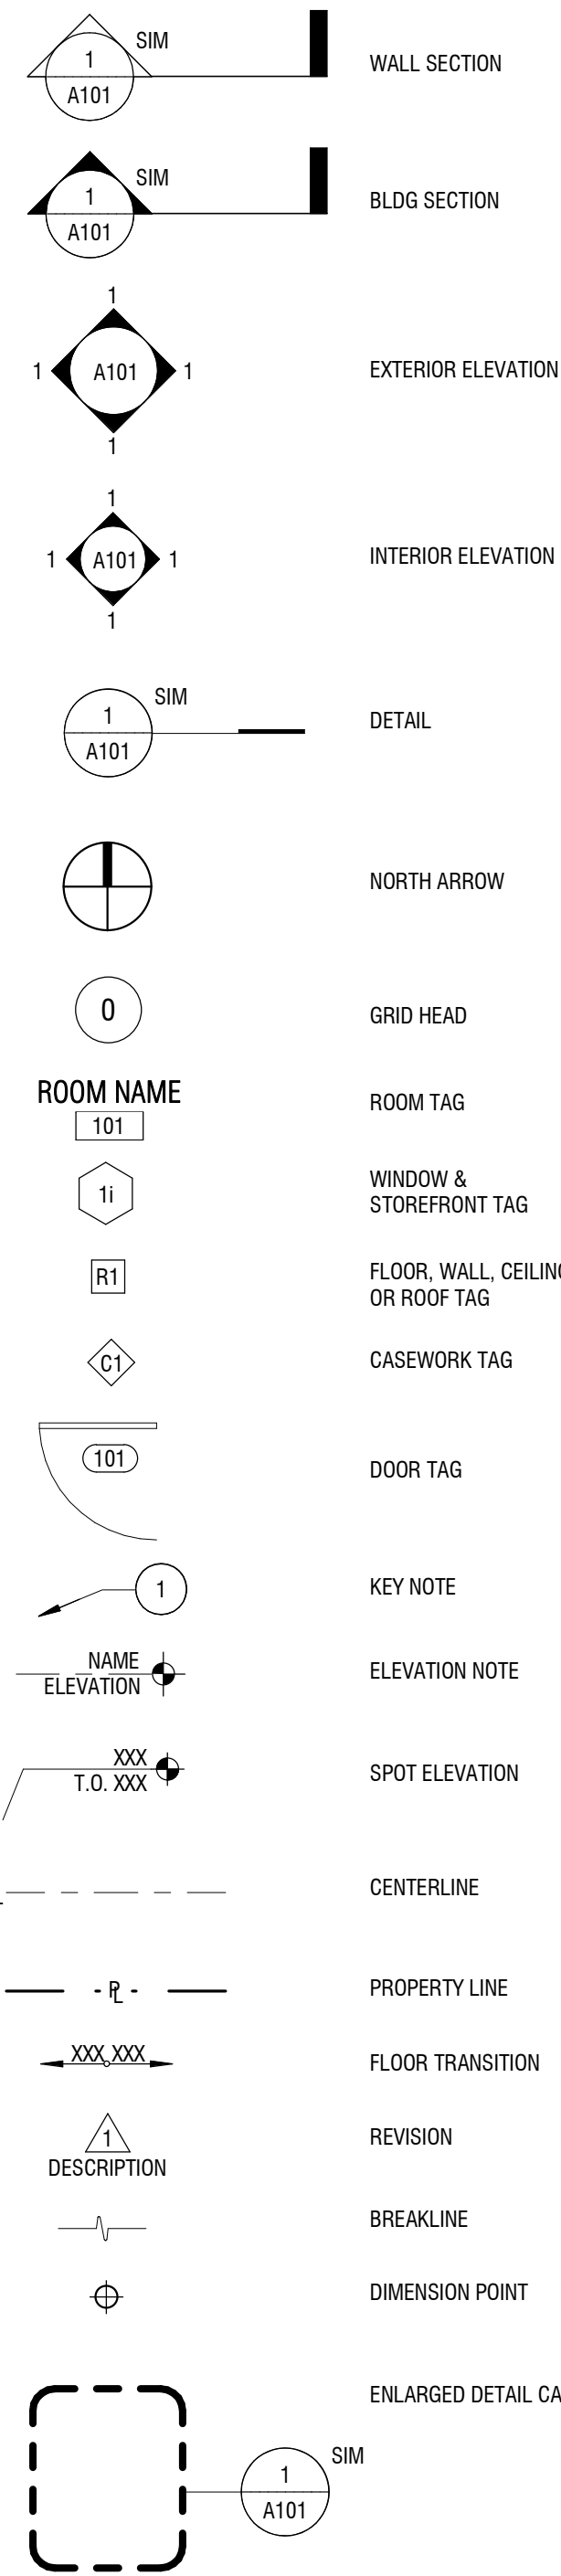 SIM
1
A101
WALL SECTION
SIM
1
A101
BLDG SECTION
1
1 A101 1
1
EXTERIOR ELEVATION
1
1 A101 1
1
INTERIOR ELEVATION
SIM
1
A101
DETAIL
NORTH ARROW
0
GRID HEAD
ROOM NAME
101
ROOM TAG
1i
WINDOW &
STOREFRONT TAG
R1
FLOOR, WALL, CEILING
OR ROOF TAG
C1
CASEWORK TAG
101
DOOR TAG
1
KEY NOTE
NAME
ELEVATION
ELEVATION NOTE
XXX
T.O. XXX
SPOT ELEVATION
CENTERLINE
PL
PROPERTY LINE
XXX XXX
FLOOR TRANSITION
1
DESCRIPTION
REVISION
BREAKLINE
DIMENSION POINT
ENLARGED DETAIL CA
SIM
1
A101